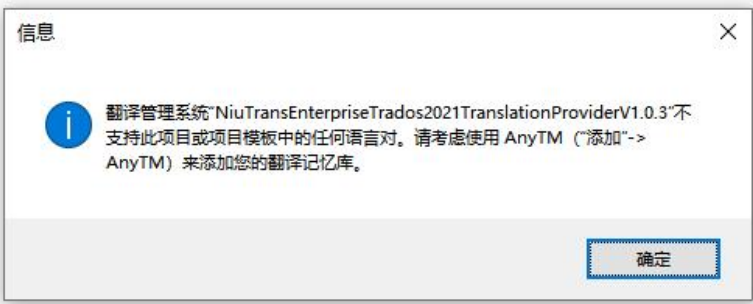 信息
翻译管理系统“NiuTransEnterpriseTrados2021TranslationProviderV1.0.3”不
支持此项目或项目模板中的任何语言对。请考虑使用 AnyTM（“添加”->
AnyTM）来添加您的翻译记忆库。
确定